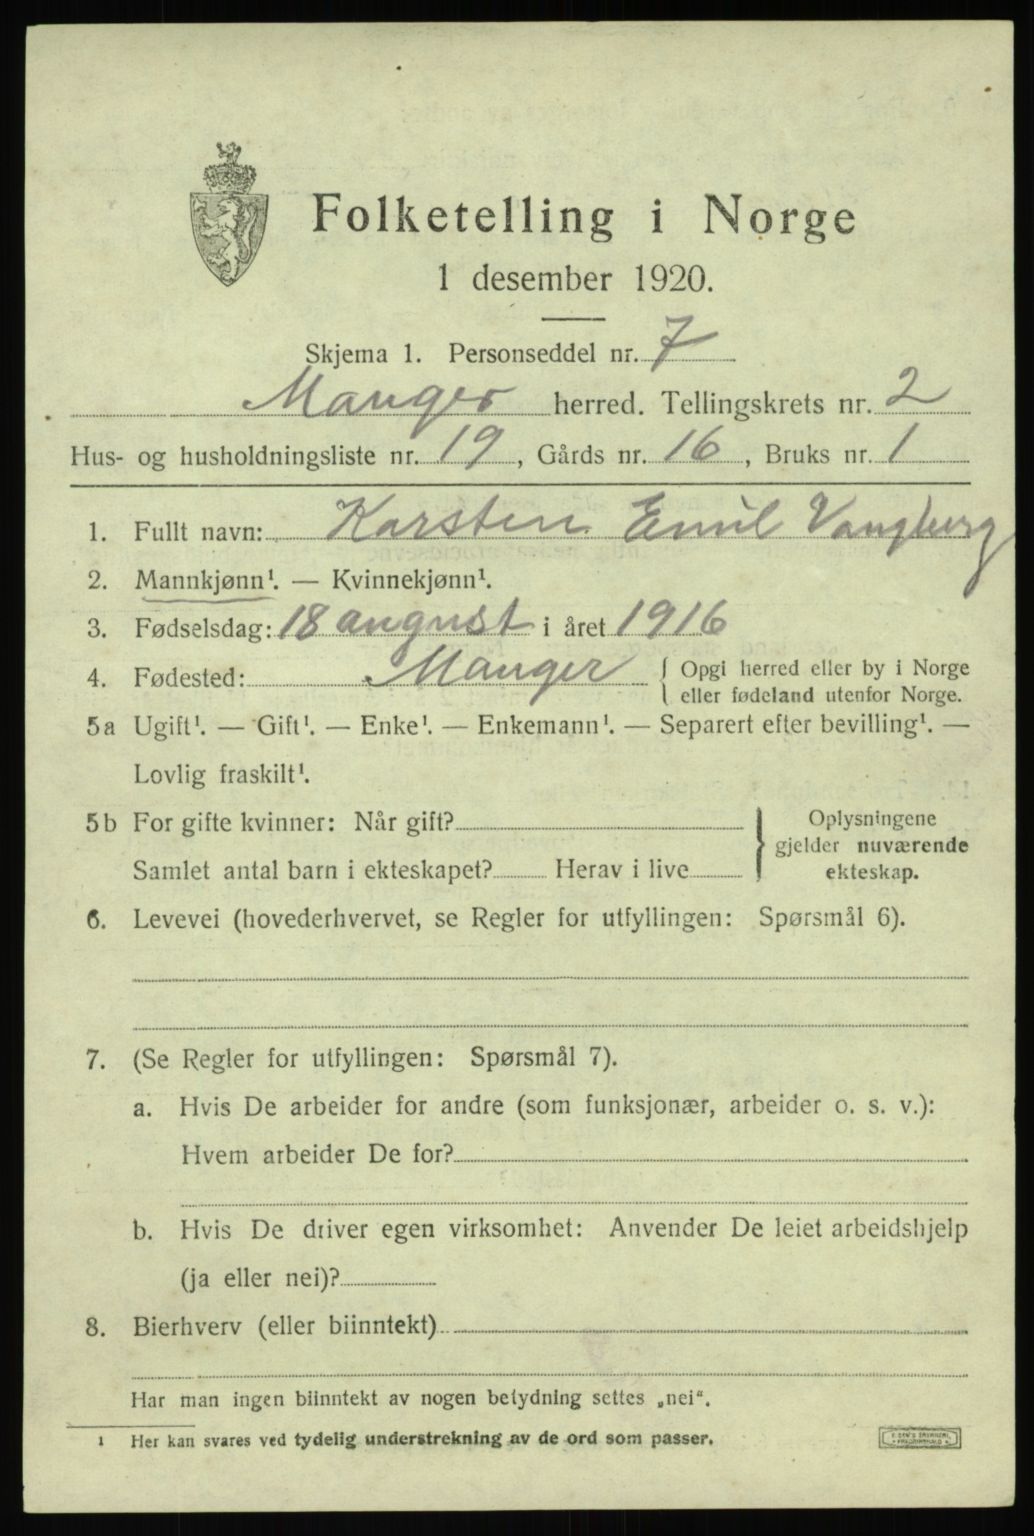 Folketelling i Norge
1 desember 1920.
Skjema 1. Personseddel nr. 7
Manger herred. Tellingskrets nr. 2
Hus- og husholdningsliste nr. 19, Gårds nr. 16, Bruks nr. 1
1. Fullt navn: Karsten Emil Vangberg
2. Mannkjønn¹. — Kvinnekjønn¹.
3. Fødselsdag: 18 august i året 1916
4. Fødested: Manger { Opgi herred eller by i Norge
eller fødeland utenfor Norge.
5a Ugift¹. — Gift¹. — Enke¹. — Enkemann¹. — Separert efter bevilling¹. —
Lovlig fraskilt¹.
5b For gifte kvinner: Når gift?
Samlet antal barn i ekteskapet? Herav i live
} Oplysningene
gjelder nuværende
ekteskap.
6. Levevei (hovederhvervet, se Regler for utfyllingen: Spørsmål 6).
7. (Se Regler for utfyllingen: Spørsmål 7).
a. Hvis De arbeider for andre (som funksjonær, arbeider o. s. v.):
Hvem arbeider De for?
b. Hvis De driver egen virksomhet: Anvender De leiet arbeidshjelp
(ja eller nei)?
8. Bierhverv (eller biinntekt)
Har man ingen biinntekt av nogen betydning settes „nei“.
¹ Her kan svares ved tydelig understrekning av de ord som passer.